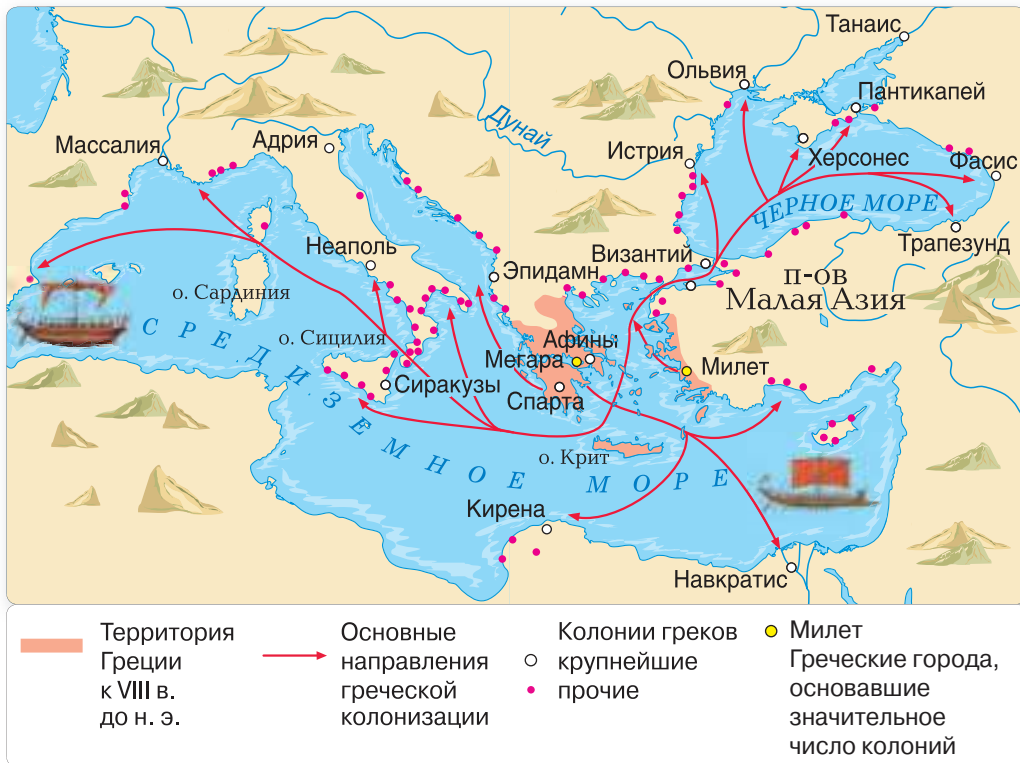 Танаис
Ольвия
Пантикапей
Дунай
Массалия
Адрия
Истрия
Херсонес
Фасис
ЧЕРНОЕ МОРЕ
Неаполь
Византий
Трапезунд
Эпидамн
п-ов
Малая Азия
о. Сардиния
о. Сицилия
Афины
Мегара
Милет
Сиракузы
Спарта
СРЕДИЗЕМНОЕ МОРЕ
о. Крит
Кирена
Навкратис
Территория
Греции
к VIII в.
до н. э.
Основные
направления
греческой
колонизации
Колонии греков
крупнейшие
прочие
Милет
Греческие города,
основавшие
значительное
число колоний